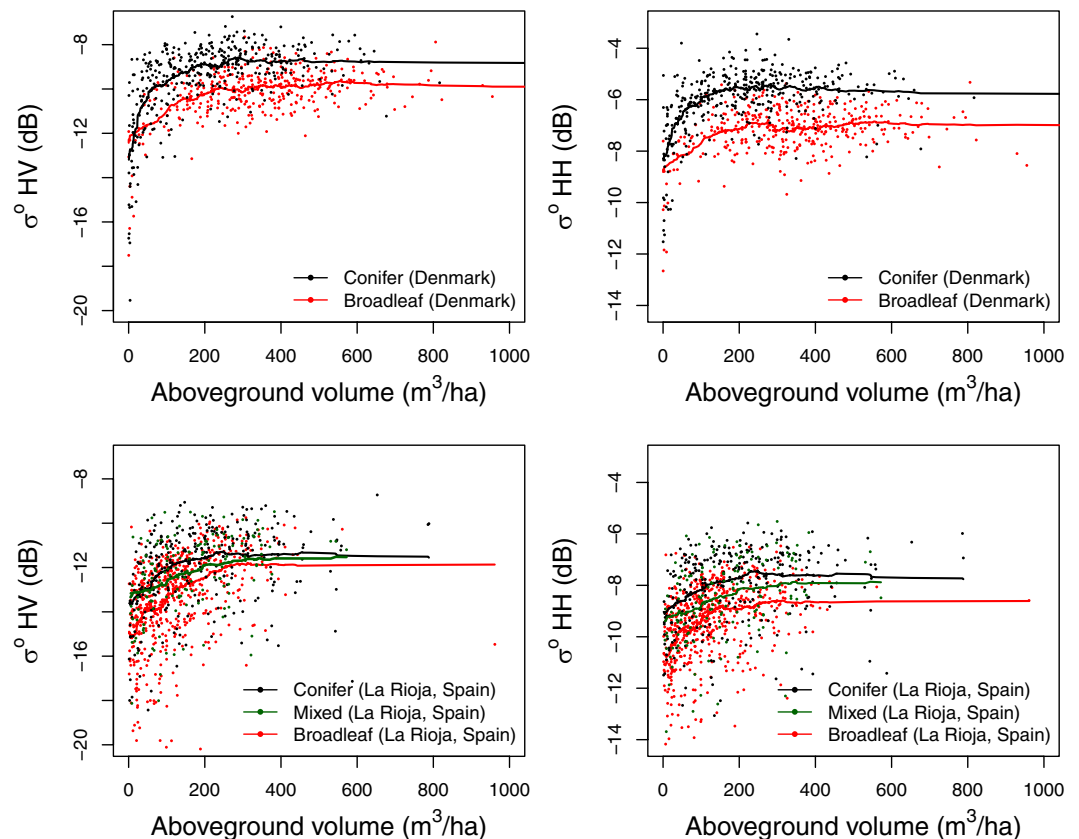 σ° HV (dB)
−8
−12
−16
−20
Conifer (Denmark)
Broadleaf (Denmark)
0 200 400 600 800 1000
Aboveground volume (m³/ha)
σ° HH (dB)
−4
−6
−8
−10
−12
−14
Conifer (Denmark)
Broadleaf (Denmark)
0 200 400 600 800 1000
Aboveground volume (m³/ha)
σ° HV (dB)
−8
−12
−16
−20
Conifer (La Rioja, Spain)
Mixed (La Rioja, Spain)
Broadleaf (La Rioja, Spain)
0 200 400 600 800 1000
Aboveground volume (m³/ha)
σ° HH (dB)
−4
−6
−8
−10
−12
−14
Conifer (La Rioja, Spain)
Mixed (La Rioja, Spain)
Broadleaf (La Rioja, Spain)
0 200 400 600 800 1000
Aboveground volume (m³/ha)